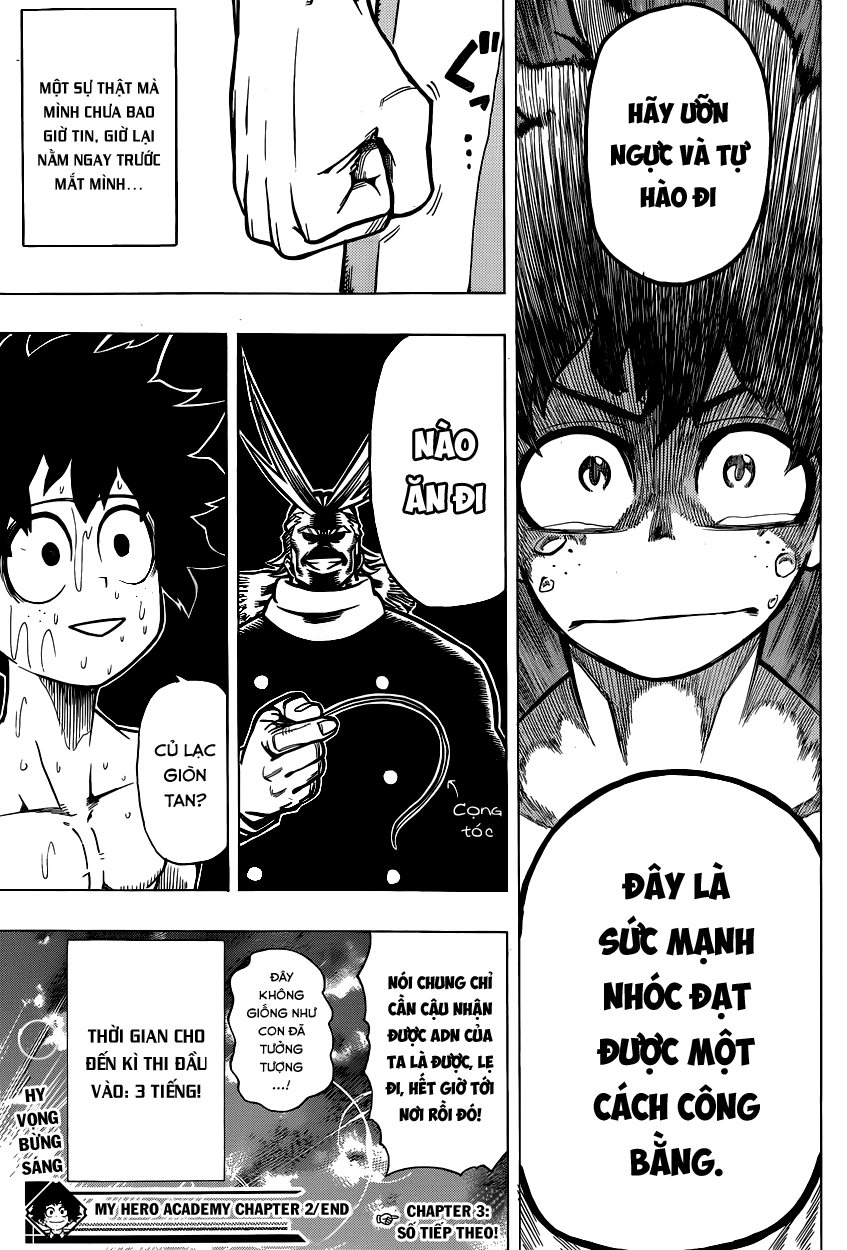 HÃY ƯỠN
NGỰC VÀ TỰ
HÀO ĐI
ĐÂY LÀ
SỨC MẠNH
NHÓC ĐẠT
ĐƯỢC MỘT
CÁCH CÔNG
BẰNG.
MỘT SỰ THẬT MÀ
MÌNH CHƯA BAO
GIỜ TIN, GIỜ LẠI
NẰM NGAY TRƯỚC
MẮT MÌNH...
ぐ...
NÀO
ĂN ĐI
Cọng
tóc
CỦ LẠC
GIÒN
TAN?
NÓI CHUNG CHỈ
CẦN CẬU NHẬN
ĐƯỢC ADN CỦA
TA LÀ ĐƯỢC, LẸ
ĐI, HẾT GIỜ TỚI
NƠI RỒI ĐÓ!
ĐÂY
KHÔNG
GIỐNG NHƯ
CON ĐÃ
TƯỞNG
TƯỢNG
...!
THỜI GIAN CHO
ĐẾN KÌ THI ĐẦU
VÀO: 3 TIẾNG!
HY
VONG
BỪNG
SÁNG
MY HERO ACADEMY CHAPTER 2/END
☞ CHAPTER 3:
SỐ TIẾP THEO!